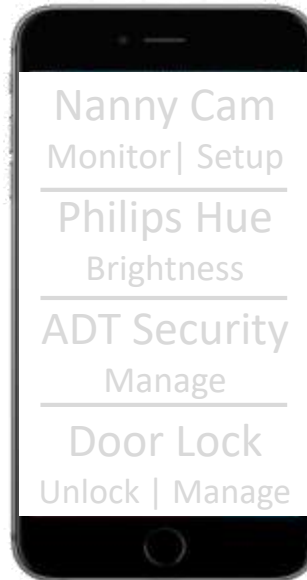 Nanny Cam
Monitor| Setup
Philips Hue
Brightness
ADT Security
Manage
Door Lock
Unlock | Manage